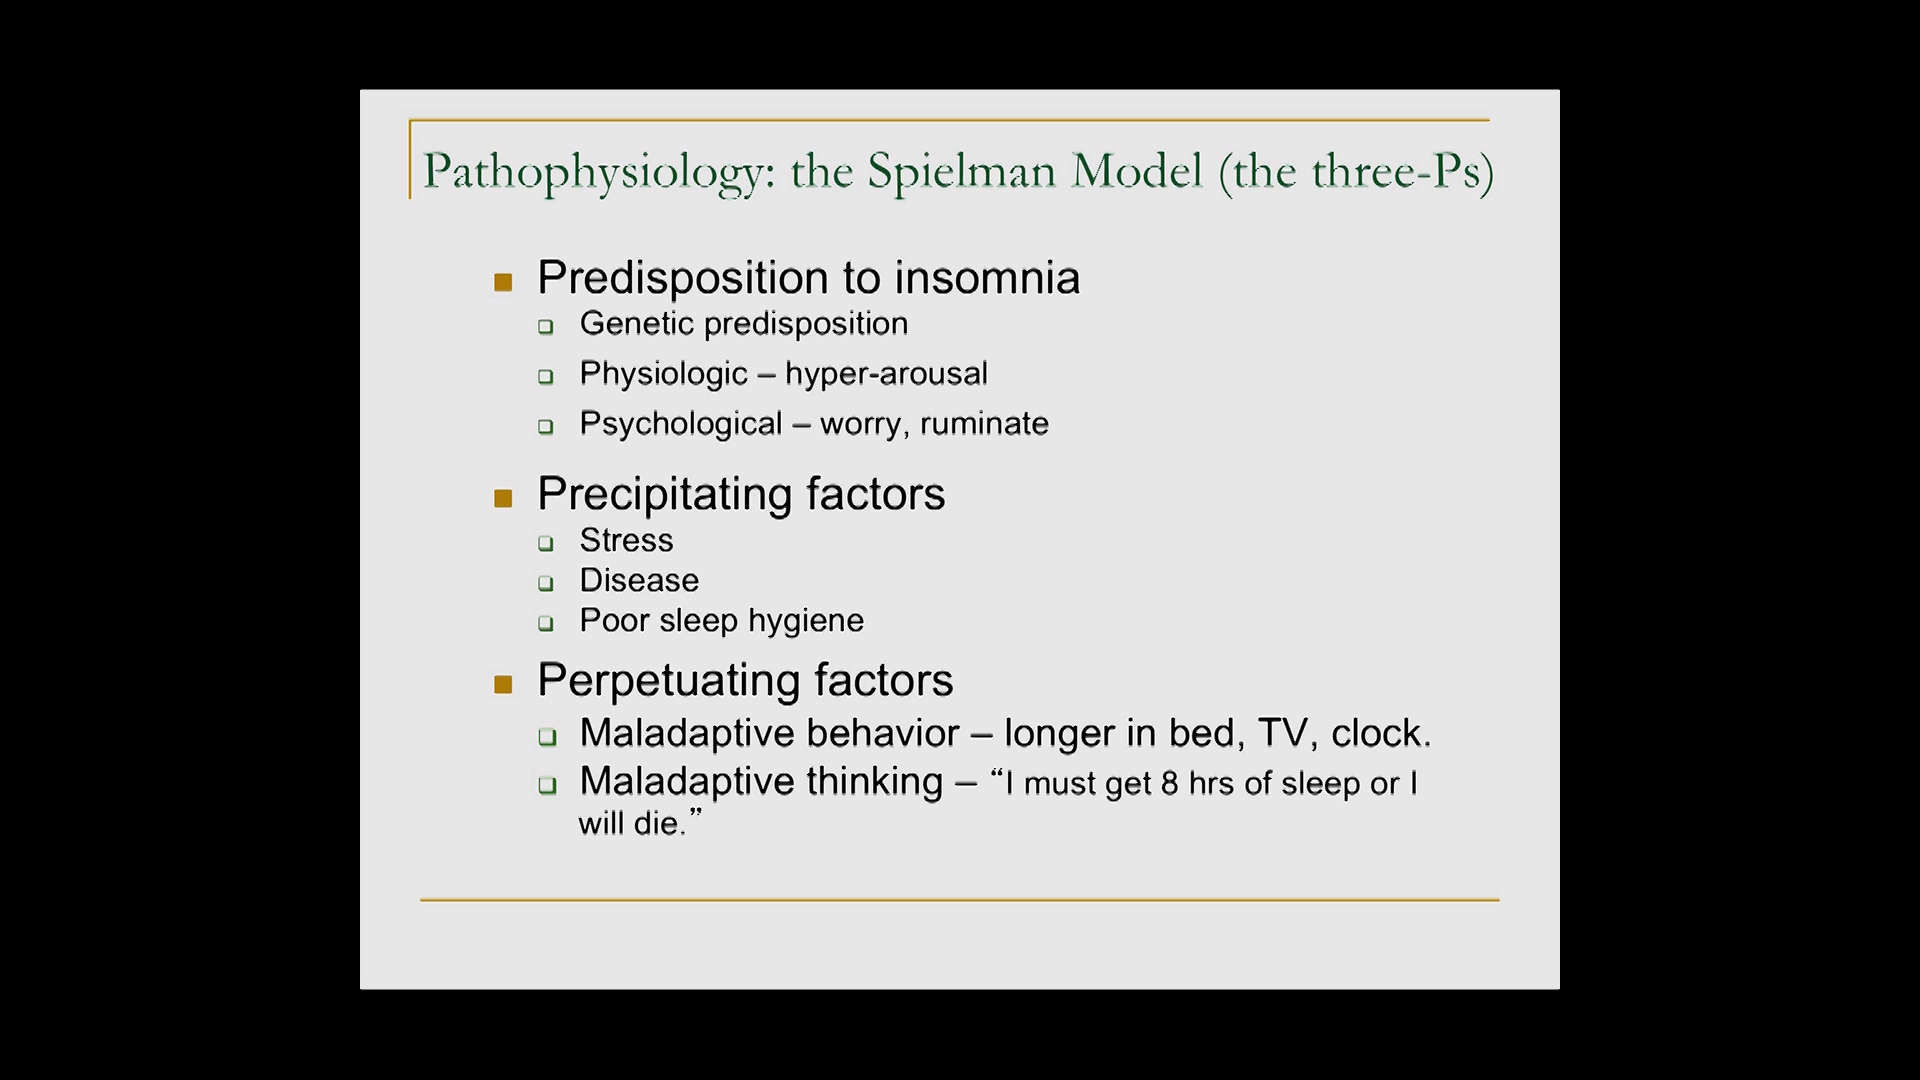 Pathophysiology: the Spielman Model (the three-Ps)
Predisposition to insomnia
Genetic predisposition
Physiologic – hyper-arousal
Psychological – worry, ruminate
Precipitating factors
Stress
Disease
Poor sleep hygiene
Perpetuating factors
Maladaptive behavior – longer in bed, TV, clock.
Maladaptive thinking – “I must get 8 hrs of sleep or I
will die.”